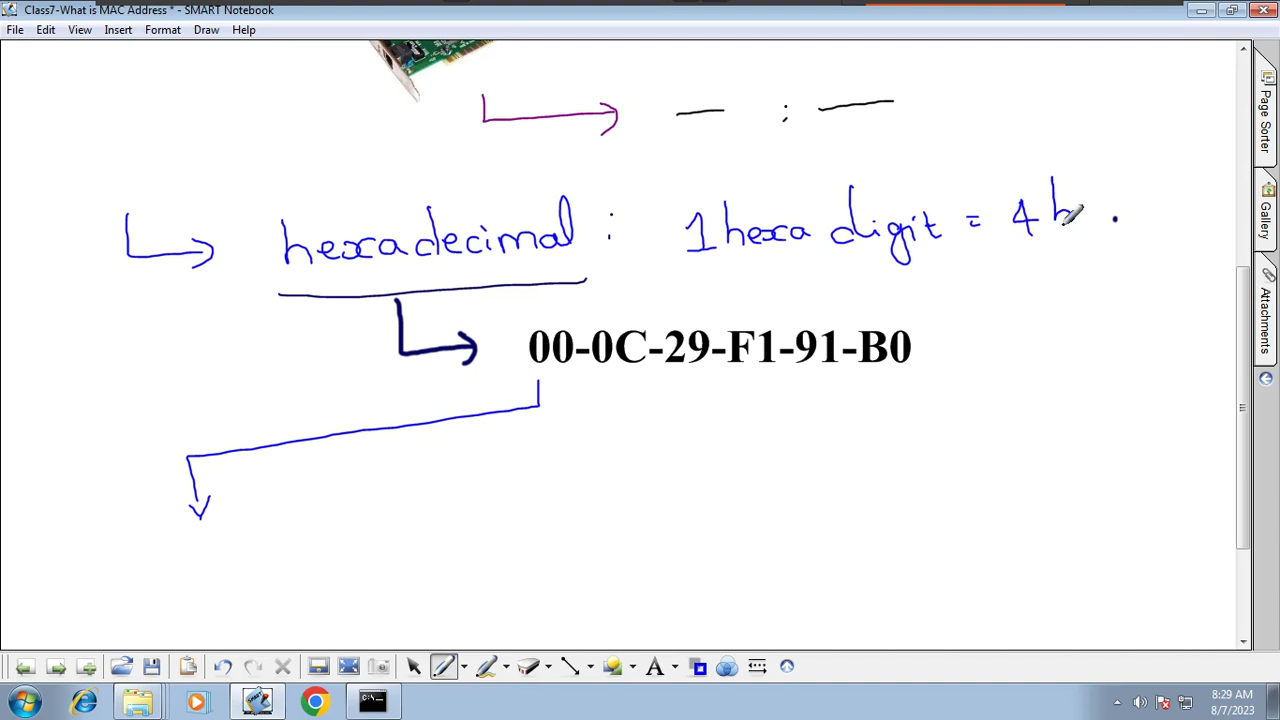 Class7-What is MAC Address * - SMART Notebook
File Edit View Insert Format Draw Help
hexadecimal : 1 hexa digit = 4 b
00-0C-29-F1-91-B0
Page Sorter
Gallery
Attachments
A
C:\
8:29 AM
8/7/2023